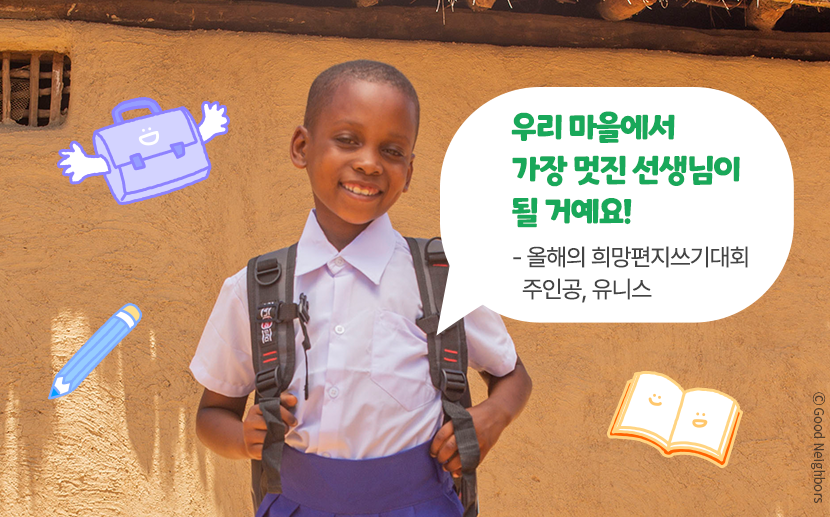 우리 마을에서
가장 멋진 선생님이
될 거예요!
- 올해의 희망편지쓰기대회
주인공, 유니스
© Good Neighbors